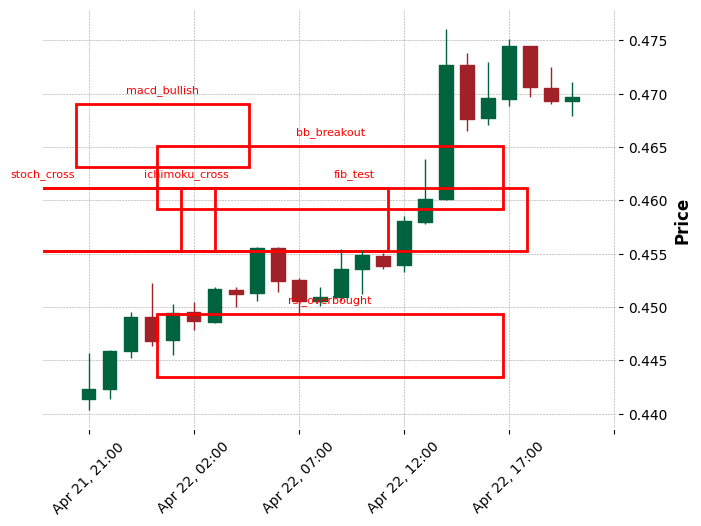 macd_bullish
bb_breakout
stoch_cross
ichimoku_cross
fib_test
rsi_overbought
0.475
0.470
0.465
0.460
0.455
0.450
0.445
0.440
Price
Apr 21, 21:00
Apr 22, 02:00
Apr 22, 07:00
Apr 22, 12:00
Apr 22, 17:00